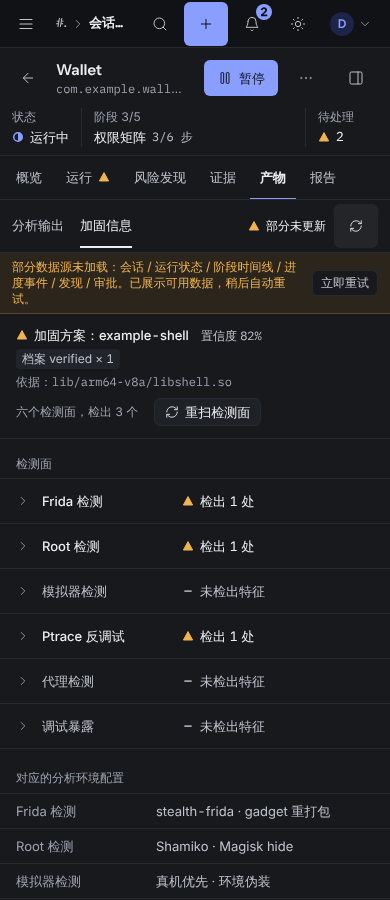 #. > 会话... 2 D
Wallet
com.example.wall...
暂停
状态 阶段 3/5 待处理
运行中 权限矩阵 3/6 步 2
概览 运行 风险发现 证据 产物 报告
分析输出 加固信息 部分未更新
部分数据源未加载：会话 / 运行状态 / 阶段时间线 / 进
度事件 / 发现 / 审批。已展示可用数据，稍后自动重
试。
立即重试
加固方案：example-shell 置信度 82%
档案 verified × 1
依据：lib/arm64-v8a/libshell.so
六个检测面，检出 3 个 重扫检测面
检测面
Frida 检测 检出 1 处
Root 检测 检出 1 处
模拟器检测 未检出特征
Ptrace 反调试 检出 1 处
代理检测 未检出特征
调试暴露 未检出特征
对应的分析环境配置
Frida 检测 stealth-frida · gadget 重打包
Root 检测 Shamiko · Magisk hide
模拟器检测 真机优先 · 环境伪装